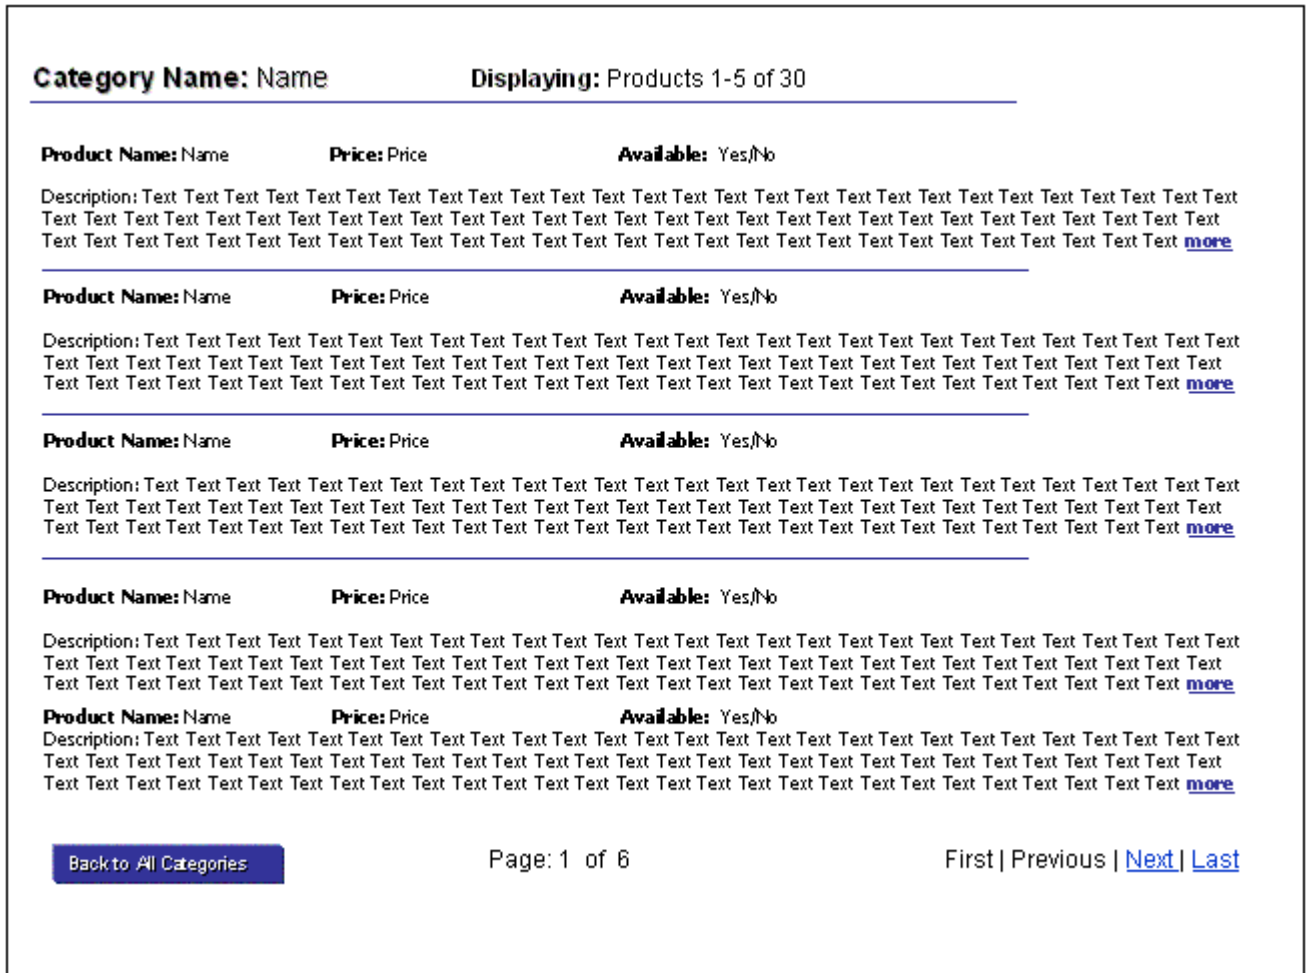 Category Name: Name Displaying: Products 1-5 of 30
Product Name: Name Price: Price Available: Yes/No
Description: Text Text Text Text Text Text Text Text Text Text Text Text Text Text Text Text Text Text Text Text Text Text Text Text Text Text Text
Text Text Text Text Text Text Text Text Text Text Text Text Text Text Text Text Text Text Text Text Text Text Text Text Text Text Text Text Text
Text Text Text Text Text Text Text Text Text Text Text Text Text Text Text Text Text Text Text Text Text Text Text Text Text Text Text Text more
Product Name: Name Price: Price Available: Yes/No
Description: Text Text Text Text Text Text Text Text Text Text Text Text Text Text Text Text Text Text Text Text Text Text Text Text Text Text Text
Text Text Text Text Text Text Text Text Text Text Text Text Text Text Text Text Text Text Text Text Text Text Text Text Text Text Text Text Text
Text Text Text Text Text Text Text Text Text Text Text Text Text Text Text Text Text Text Text Text Text Text Text Text Text Text Text Text more
Product Name: Name Price: Price Available: Yes/No
Description: Text Text Text Text Text Text Text Text Text Text Text Text Text Text Text Text Text Text Text Text Text Text Text Text Text Text Text
Text Text Text Text Text Text Text Text Text Text Text Text Text Text Text Text Text Text Text Text Text Text Text Text Text Text Text Text Text
Text Text Text Text Text Text Text Text Text Text Text Text Text Text Text Text Text Text Text Text Text Text Text Text Text Text Text Text more
Product Name: Name Price: Price Available: Yes/No
Description: Text Text Text Text Text Text Text Text Text Text Text Text Text Text Text Text Text Text Text Text Text Text Text Text Text Text Text
Text Text Text Text Text Text Text Text Text Text Text Text Text Text Text Text Text Text Text Text Text Text Text Text Text Text Text Text Text
Text Text Text Text Text Text Text Text Text Text Text Text Text Text Text Text Text Text Text Text Text Text Text Text Text Text Text Text more
Product Name: Name Price: Price Available: Yes/No
Description: Text Text Text Text Text Text Text Text Text Text Text Text Text Text Text Text Text Text Text Text Text Text Text Text Text Text Text
Text Text Text Text Text Text Text Text Text Text Text Text Text Text Text Text Text Text Text Text Text Text Text Text Text Text Text Text Text
Text Text Text Text Text Text Text Text Text Text Text Text Text Text Text Text Text Text Text Text Text Text Text Text Text Text Text Text more
Back to All Categories Page: 1 of 6 First | Previous | Next | Last